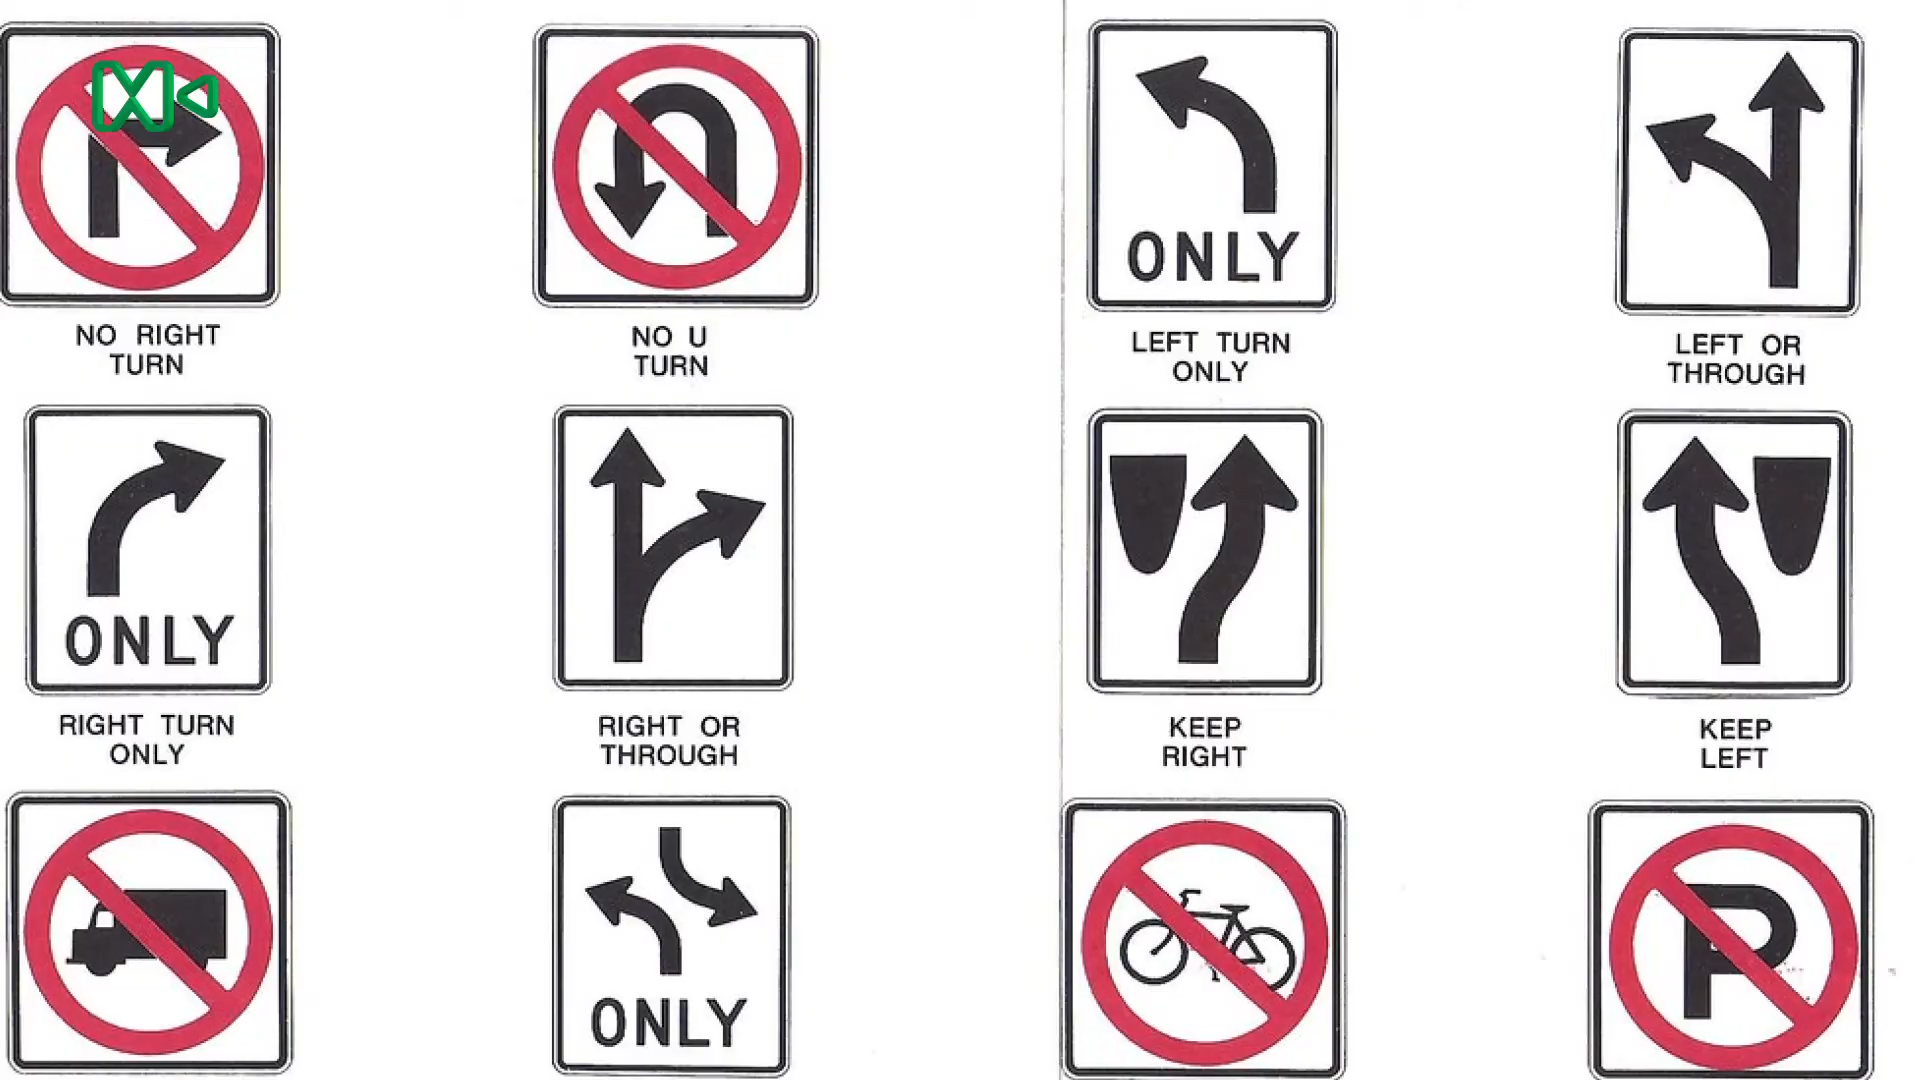 NO RIGHT
TURN
NO U
TURN
ONLY
LEFT TURN
ONLY
LEFT OR
THROUGH
ONLY
RIGHT TURN
ONLY
RIGHT OR
THROUGH
KEEP
RIGHT
KEEP
LEFT
ONLY
P